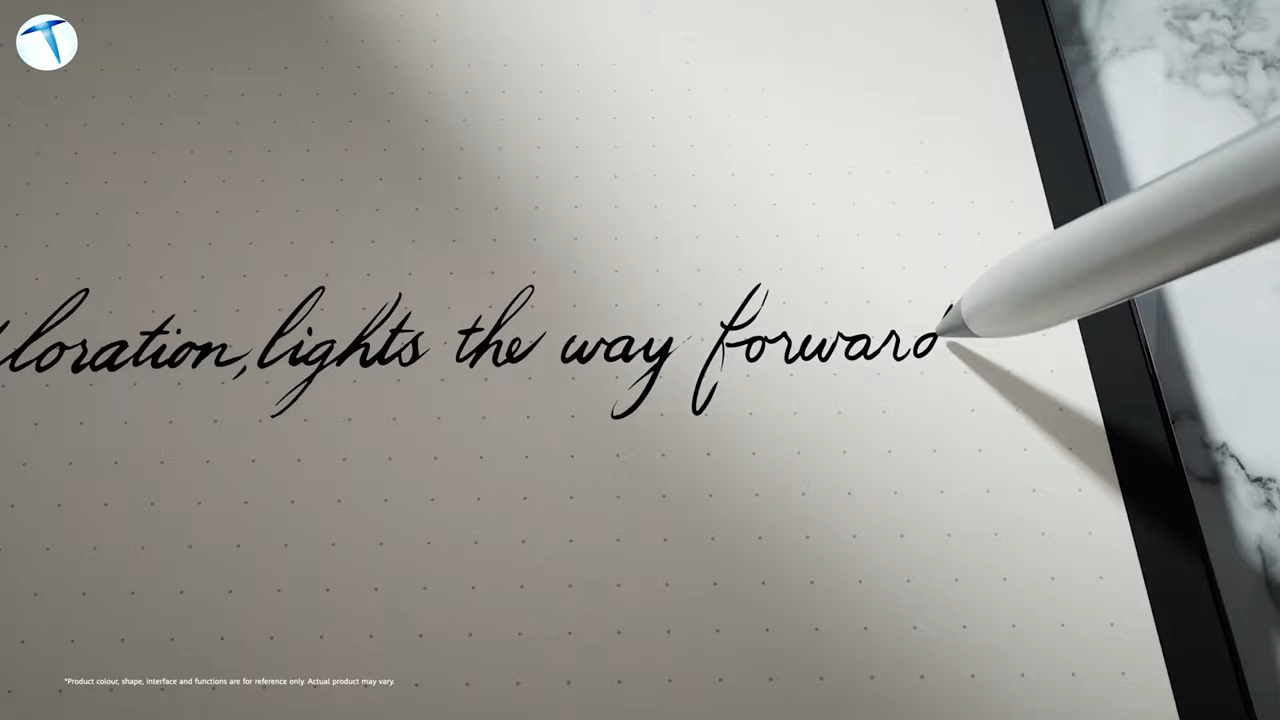 loration, lights the way forward
*Product colour, shape, interface and functions are for reference only. Actual product may vary.